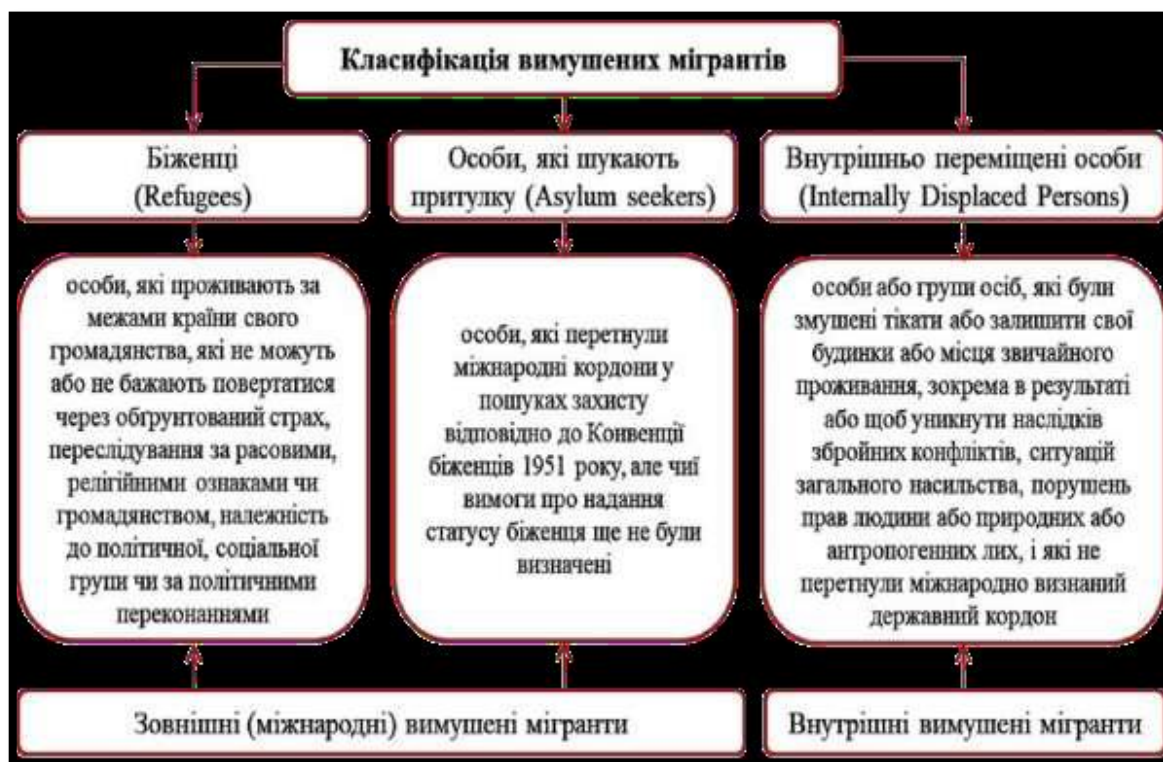 Класифікація вимушених мігрантів
Біженці
(Refugees)
Особи, які шукають
притулку (Asylum seekers)
Внутрішньо переміщені особи
(Internally Displaced Persons)
особи, які проживають за
межами країни свого
громадянства, які не можуть
або не бажають повертатися
через обґрунтований страх,
переслідування за расовими,
релігійними ознаками чи
громадянством, належність
до політичної, соціальної
групи чи за політичними
переконаннями
особи, які перетнули
міжнародні кордони у
пошуках захисту
відповідно до Конвенції
біженців 1951 року, але чиї
вимоги про надання
статусу біженця ще не були
визначені
особи або групи осіб, які були
змушені тікати або залишити свої
будинки або місця звичайного
проживання, зокрема в результаті
або щоб уникнути наслідків
збройних конфліктів, ситуацій
загального насильства, порушень
прав людини або природних або
антропогенних лих, і які не
перетнули міжнародно визнаний
державний кордон
Зовнішні (міжнародні) вимушені мігранти
Внутрішні вимушені мігранти